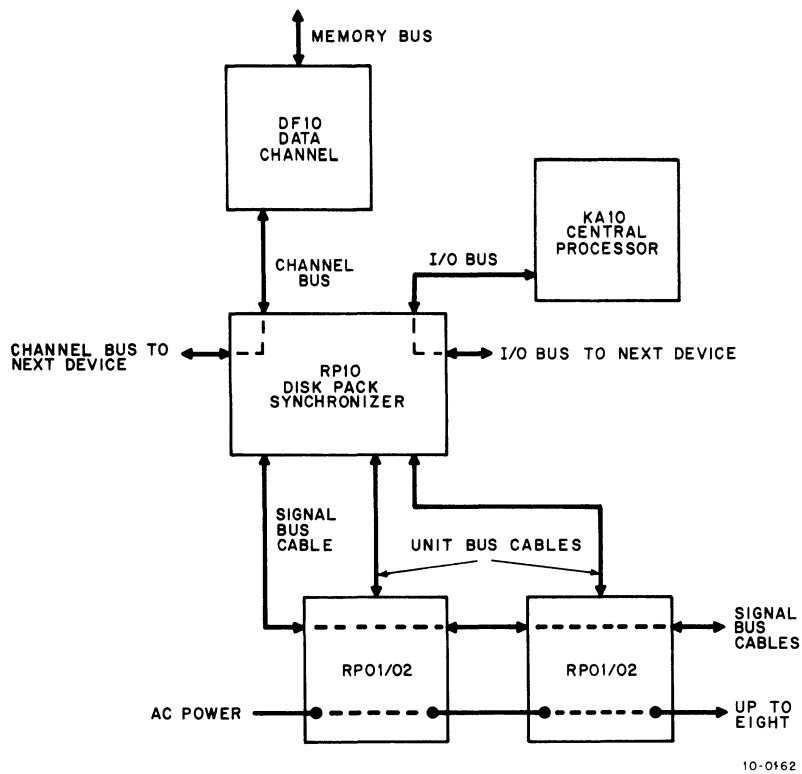 MEMORY BUS
DF10
DATA
CHANNEL
KA10
CENTRAL
PROCESSOR
CHANNEL
BUS
I/O BUS
CHANNEL BUS TO
NEXT DEVICE
I/O BUS TO NEXT DEVICE
RP10
DISK PACK
SYNCHRONIZER
SIGNAL
BUS
CABLE
UNIT BUS CABLES
SIGNAL
BUS
CABLES
RP01/02
RP01/02
AC POWER
UP TO
EIGHT
10-0162